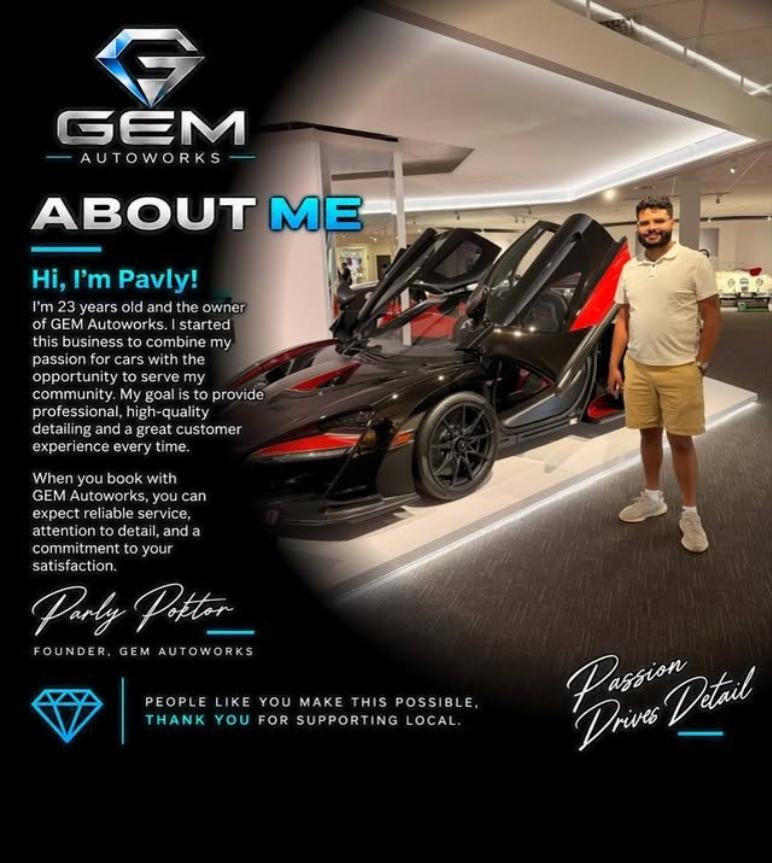 GEM
AUTOWORKS
ABOUT ME
Hi, I'm Pavly!
I'm 23 years old and the owner
of GEM Autoworks. I started
this business to combine my
passion for cars with the
opportunity to serve my
community. My goal is to provide
professional, high-quality
detailing and a great customer
experience every time.
When you book with
GEM Autoworks, you can
expect reliable service,
attention to detail, and a
commitment to your
satisfaction.
Parly Poktor
FOUNDER, GEM AUTOWORKS
PEOPLE LIKE YOU MAKE THIS POSSIBLE,
THANK YOU FOR SUPPORTING LOCAL.
Passion
Drives Detail